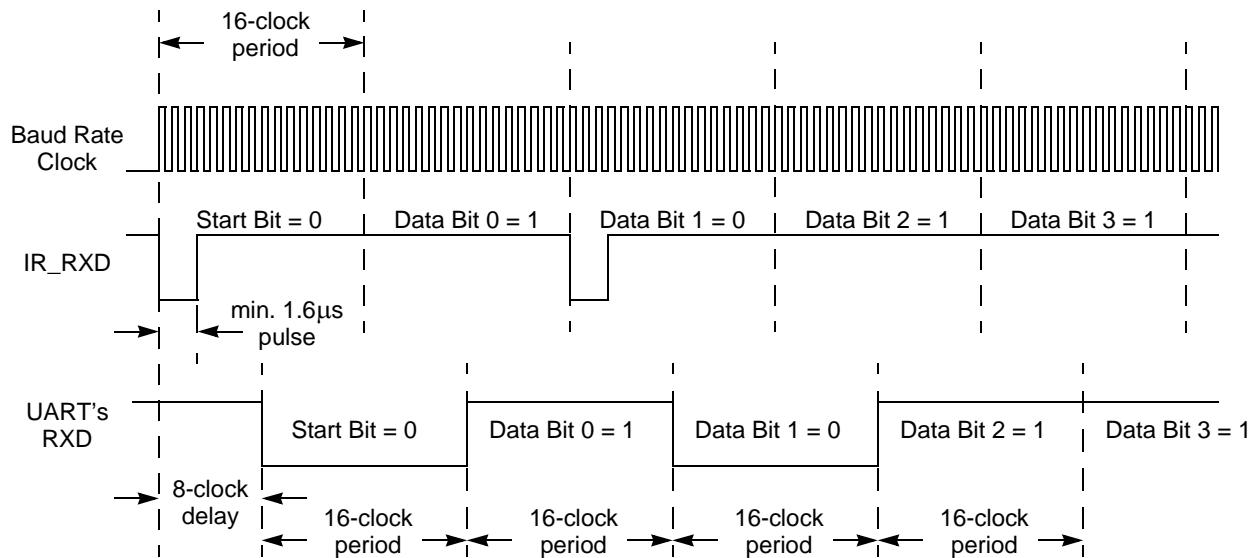 16-clock
period
Baud Rate
Clock
Start Bit = 0
Data Bit 0 = 1
Data Bit 1 = 0
Data Bit 2 = 1
Data Bit 3 = 1
IR_RXD
min. 1.6μs
pulse
UART's
RXD
Start Bit = 0
Data Bit 0 = 1
Data Bit 1 = 0
Data Bit 2 = 1
Data Bit 3 = 1
8-clock
delay
16-clock
period
16-clock
period
16-clock
period
16-clock
period